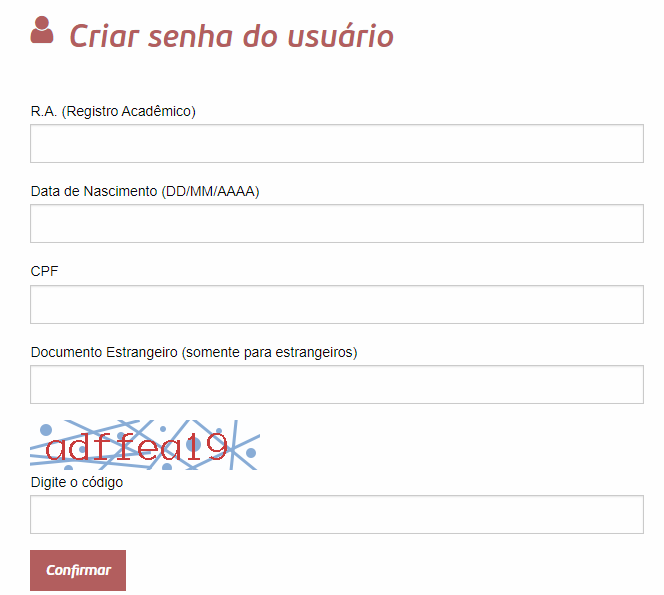 Criar senha do usuário
R.A. (Registro Acadêmico)
Data de Nascimento (DD/MM/AAAA)
CPF
Documento Estrangeiro (somente para estrangeiros)
adffea19
Digite o código
Confirmar